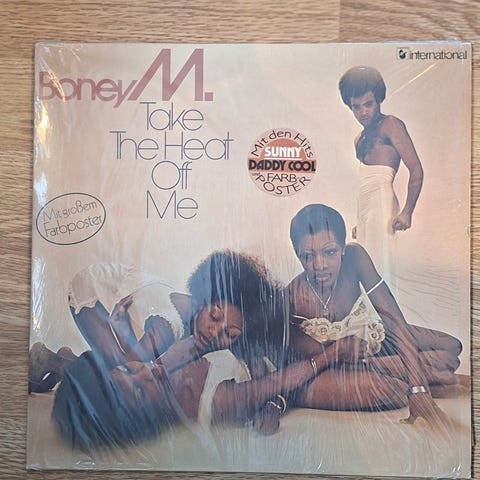 Boney M.
international
Take
The Heat
Off
Me
Mit den Hits
SUNNY
DADDY COOL
FARB-
POSTER
Mit großem
Farbposter